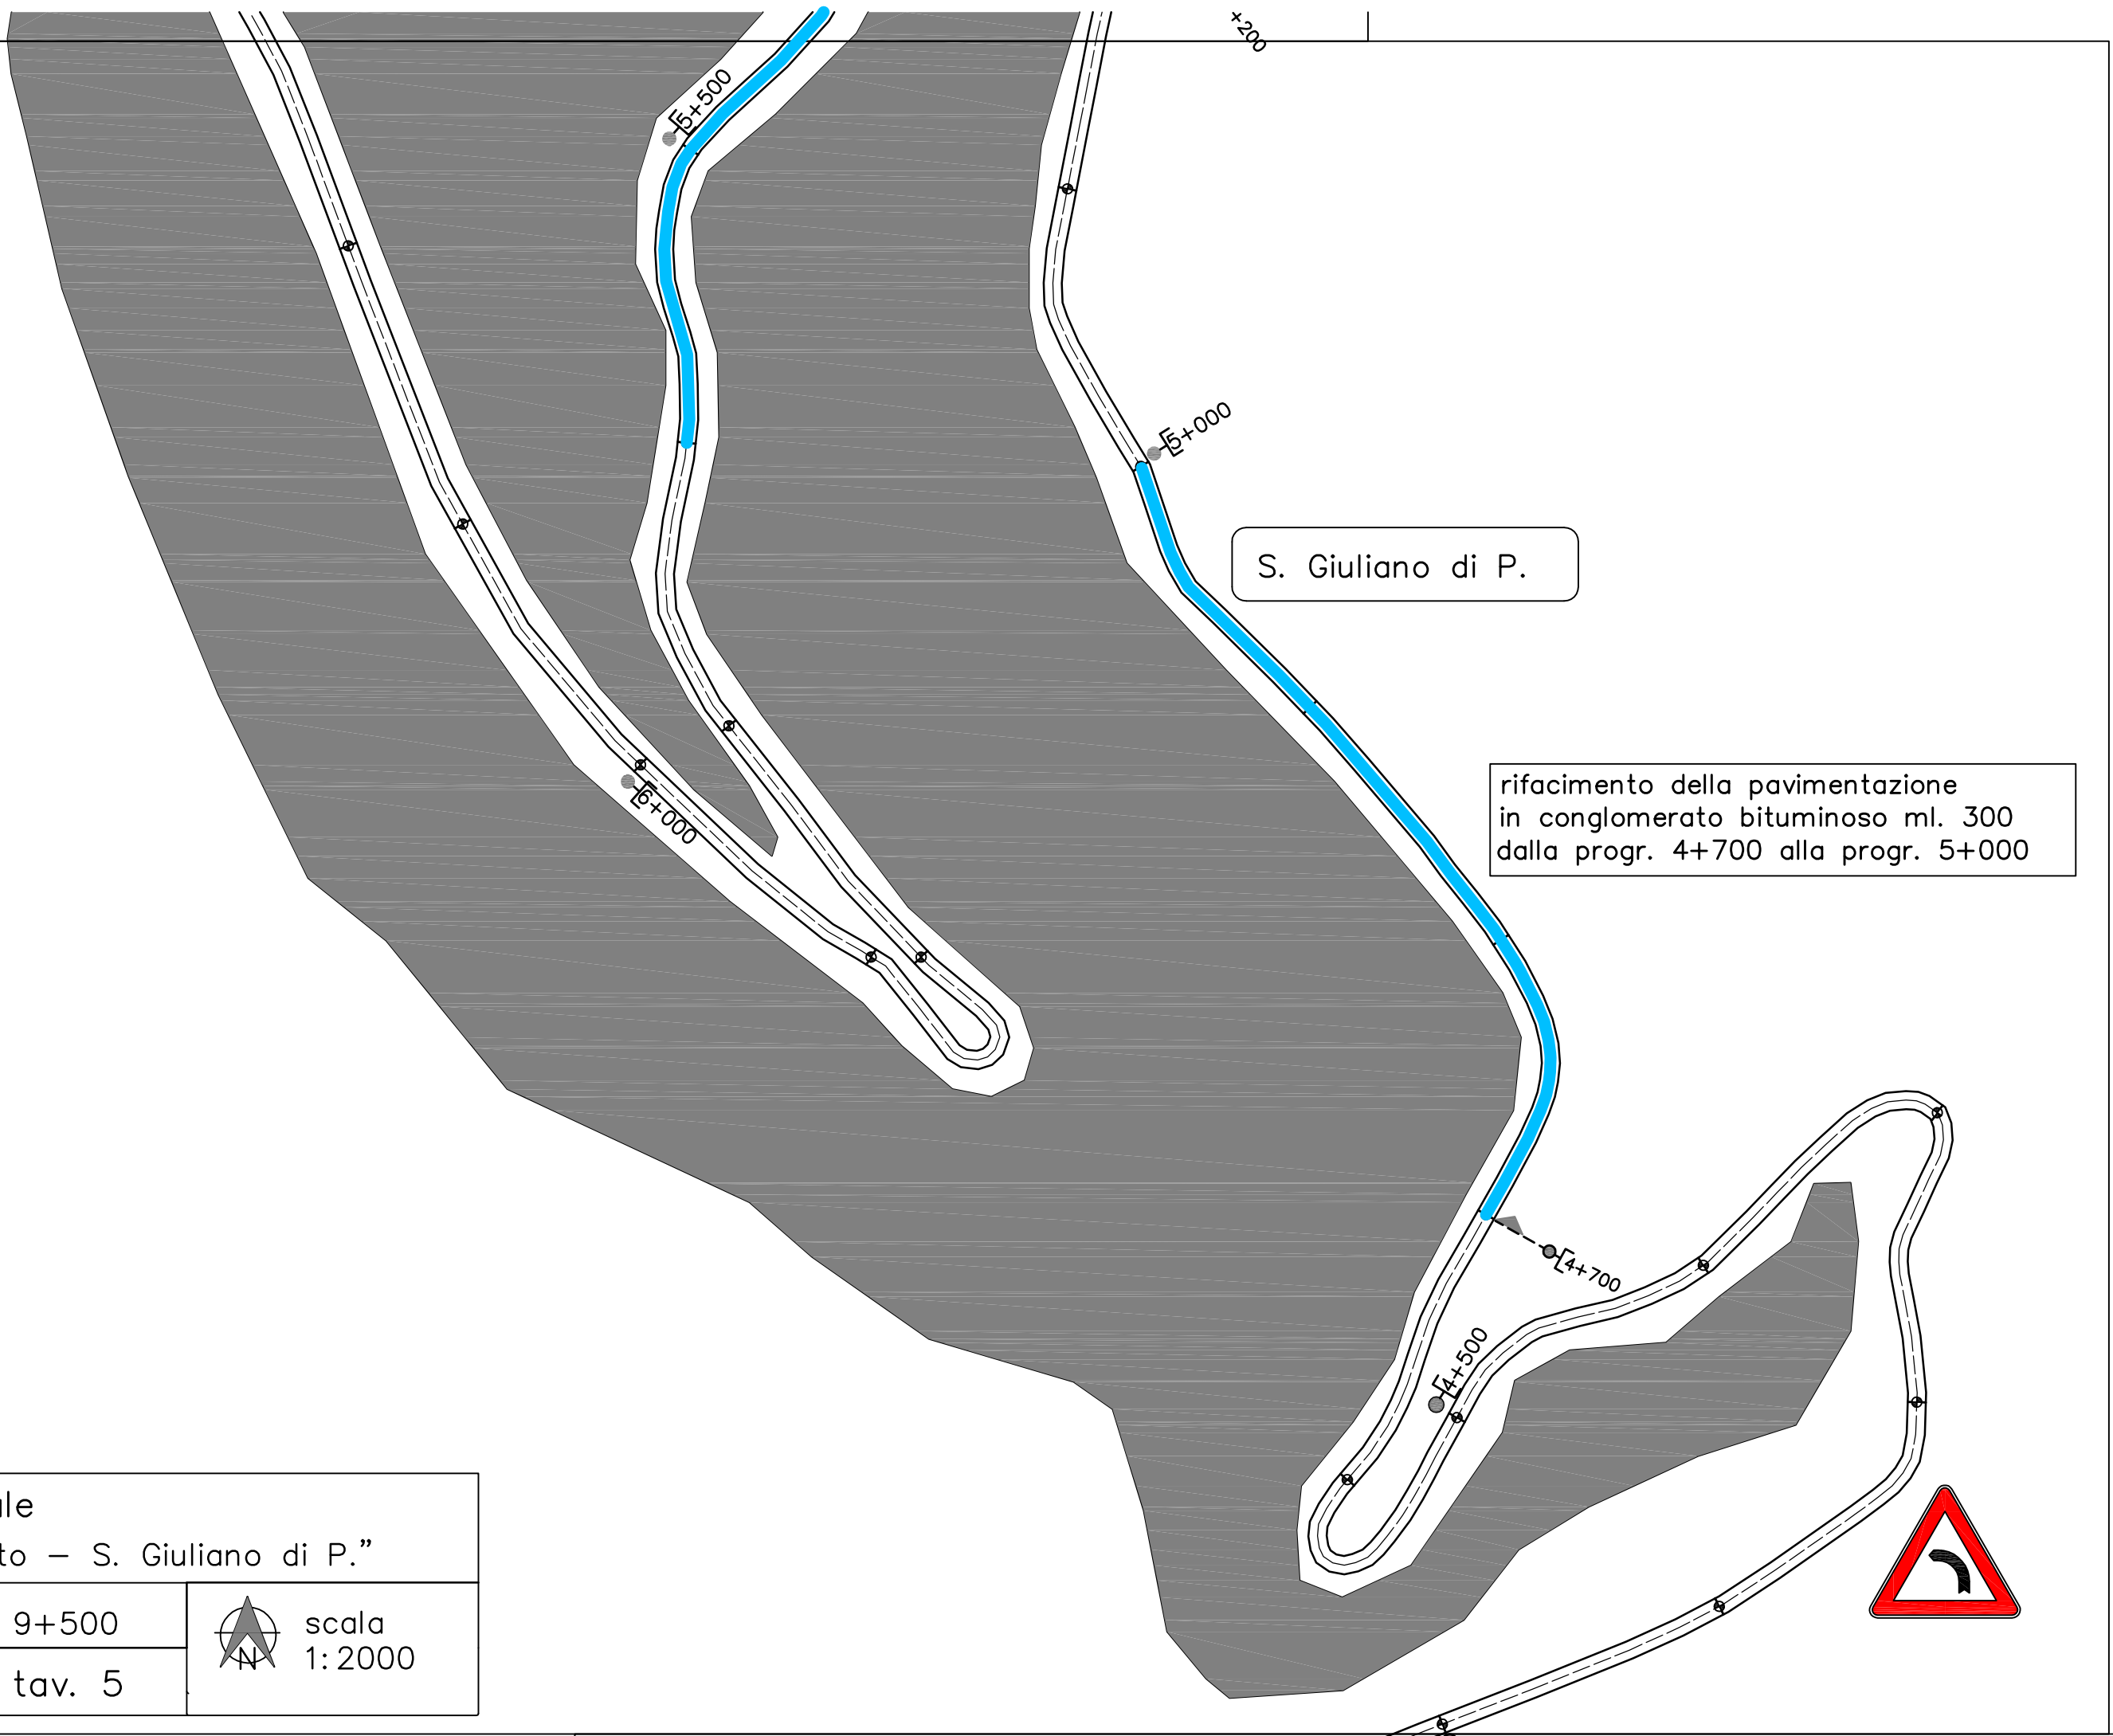 +200
5+500
5+000
S. Giuliano di P.
rifacimento della pavimentazione
in conglomerato bituminoso ml. 300
dalla progr. 4+700 alla progr. 5+000
6+000
4+700
4+500
le
to – S. Giuliano di P.”
9+500
scala
1:2000
N
tav. 5